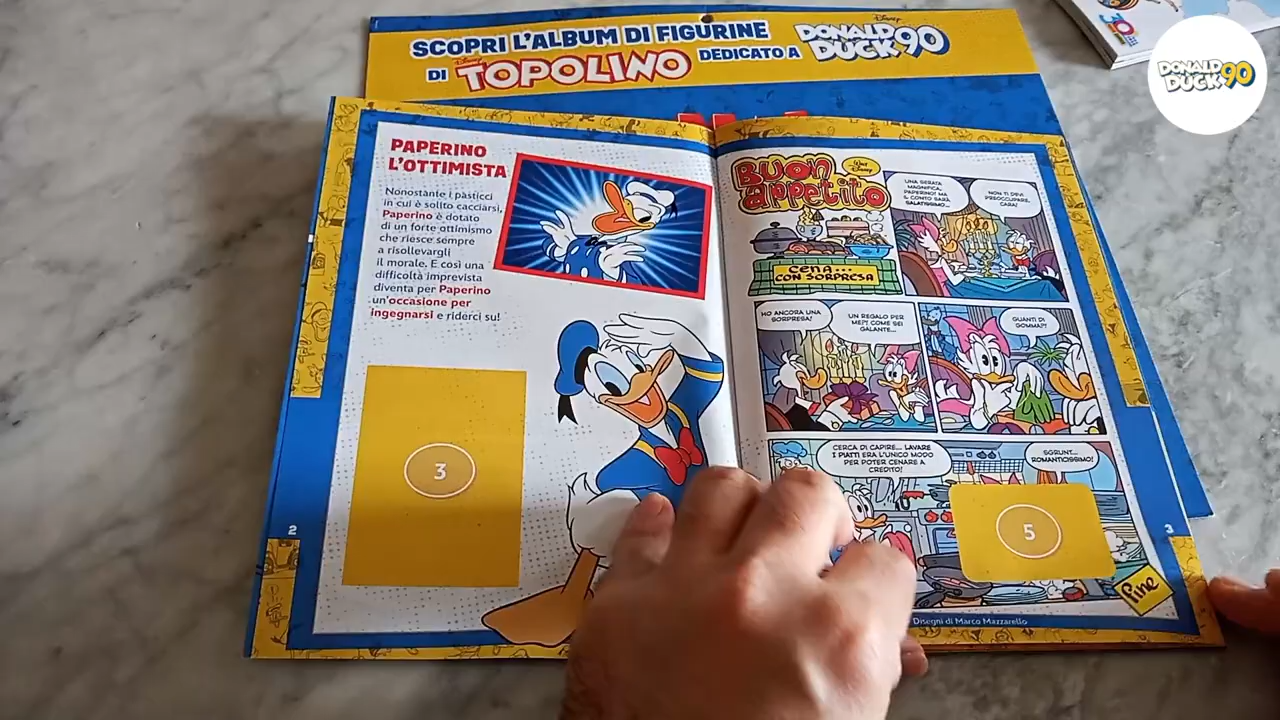 SCOPRI L'ALBUM DI FIGURINE
DI Disney TOPOLINO DEDICATO A
Disney
DONALD
DUCK 90
DONALD
DUCK 90
PAPERINO
L'OTTIMISTA
Nonostante i pasticci
in cui è solito cacciarsi,
Paperino è dotato
di un forte ottimismo
che riesce sempre
a risollevargli
il morale. E così una
difficoltà imprevista
diventa per Paperino
un'occasione per
ingegnarsi e riderci su!
3
2
BUON
appetito
Walt
Disney
CENA...
CON SORPRESA
UNA SERATA
MAGNIFICA,
PAPERINO! MA
IL CONTO SARÀ
SALATISSIMO...
NON TI DEVI
PREOCCUPARE,
CARA!
HO ANCORA UNA
SORPRESA!
UN REGALO PER
ME?! COME SEI
GALANTE...
GUANTI DI
GOMMA?!
CERCA DI CAPIRE... LAVARE
I PIATTI ERA L'UNICO MODO
PER POTER CENARE A
CREDITO!
SGRUNT...
ROMANTICISSIMO!
5
fine
3
Disegni di Marco Mazzarello